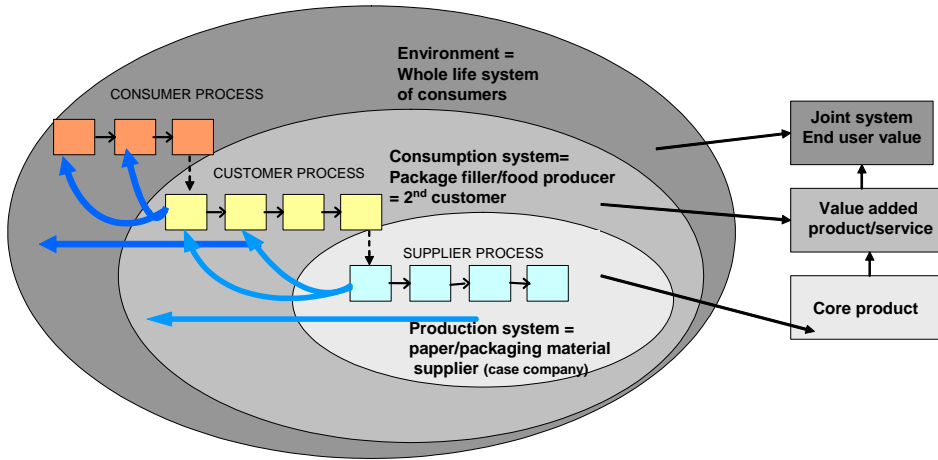 Environment =
Whole life system
of consumers
CONSUMER PROCESS
Joint system
End user value
Consumption system=
Package filler/food producer
= 2nd customer
CUSTOMER PROCESS
Value added
product/service
SUPPLIER PROCESS
Core product
Production system =
paper/packaging material
supplier (case company)